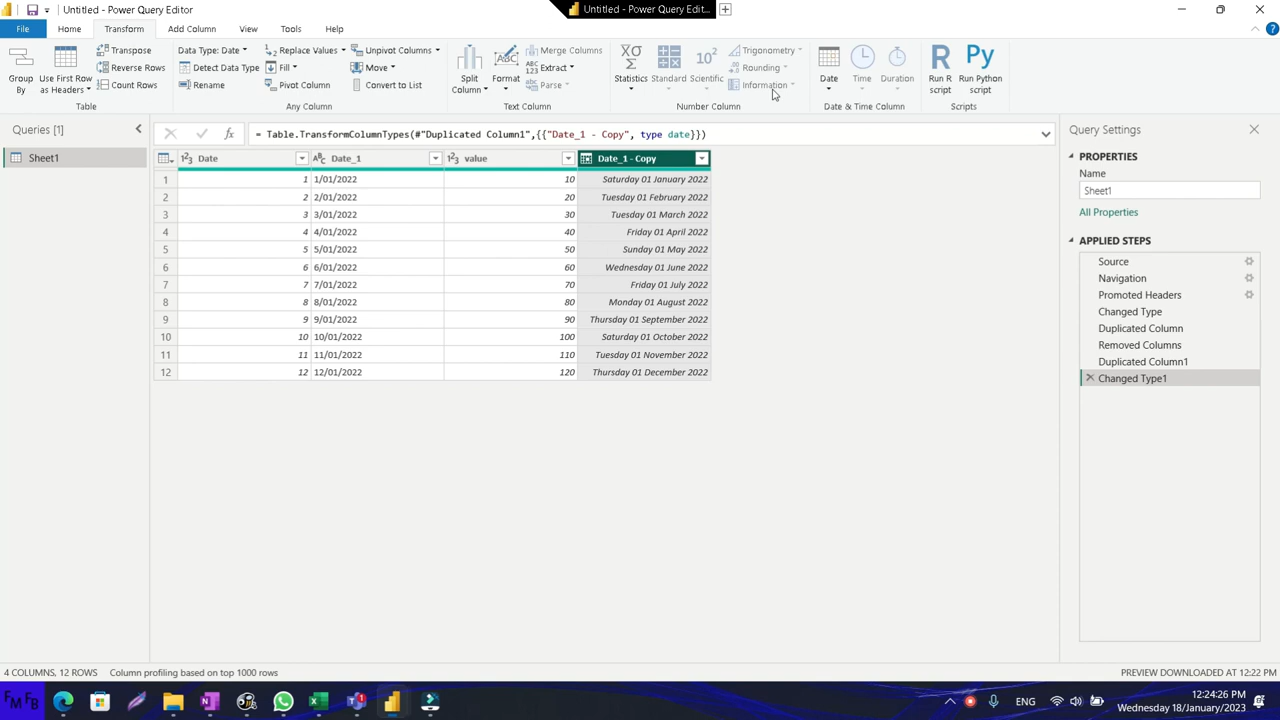 Untitled - Power Query Editor
Untitled - Power Query Edit...
File
Home
Transform
Add Column
View
Tools
Help
Group By
Use First Row as Headers
Transpose
Reverse Rows
Count Rows
Table
Data Type: Date
Detect Data Type
Rename
Replace Values
Fill
Pivot Column
Unpivot Columns
Move
Convert to List
Any Column
Split Column
Format
Merge Columns
Extract
Parse
Text Column
Statistics
Standard
Scientific
Trigonometry
Rounding
Information
Number Column
Date
Time
Duration
Date & Time Column
Run R script
Run Python script
Scripts
Queries [1]
Sheet1
= Table.TransformColumnTypes(#"Duplicated Column1",{{"Date_1 - Copy", type date}})
Date Date_1 value Date_1 - Copy
1 1 1/01/2022 10 Saturday 01 January 2022
2 2 2/01/2022 20 Tuesday 01 February 2022
3 3 3/01/2022 30 Tuesday 01 March 2022
4 4 4/01/2022 40 Friday 01 April 2022
5 5 5/01/2022 50 Sunday 01 May 2022
6 6 6/01/2022 60 Wednesday 01 June 2022
7 7 7/01/2022 70 Friday 01 July 2022
8 8 8/01/2022 80 Monday 01 August 2022
9 9 9/01/2022 90 Thursday 01 September 2022
10 10 10/01/2022 100 Saturday 01 October 2022
11 11 11/01/2022 110 Tuesday 01 November 2022
12 12 12/01/2022 120 Thursday 01 December 2022
Query Settings
PROPERTIES
Name
Sheet1
All Properties
APPLIED STEPS
Source
Navigation
Promoted Headers
Changed Type
Duplicated Column
Removed Columns
Duplicated Column1
Changed Type1
4 COLUMNS, 12 ROWS
Column profiling based on top 1000 rows
PREVIEW DOWNLOADED AT 12:22 PM
ENG
12:24:26 PM
Wednesday 18/January/2023